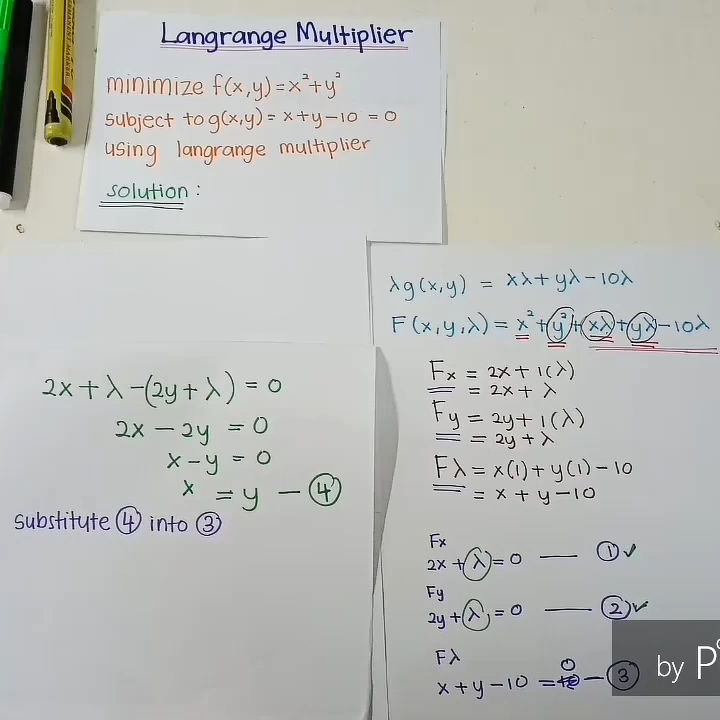 Langrange Multiplier
minimize f(x,y)=x²+y²
subject to g(x,y) = x+y-10 = 0
using langrange multiplier
solution :
λg(x,y) = xλ+yλ-10λ
F(x,y,λ) = x²+y²+xλ+yλ-10λ
Fx = 2x+1(λ)
= 2x+λ
Fy = 2y+1(λ)
= 2y+λ
Fλ = x(1)+y(1)-10
= x+y-10
Fx
2x+λ=0 — ① ✓
Fy
2y+λ=0 — ② ✓
Fλ
x+y-10 = 0 — ③
2x+λ-(2y+λ) = 0
2x-2y = 0
x-y = 0
x = y — ④
substitute ④ into ③
by P